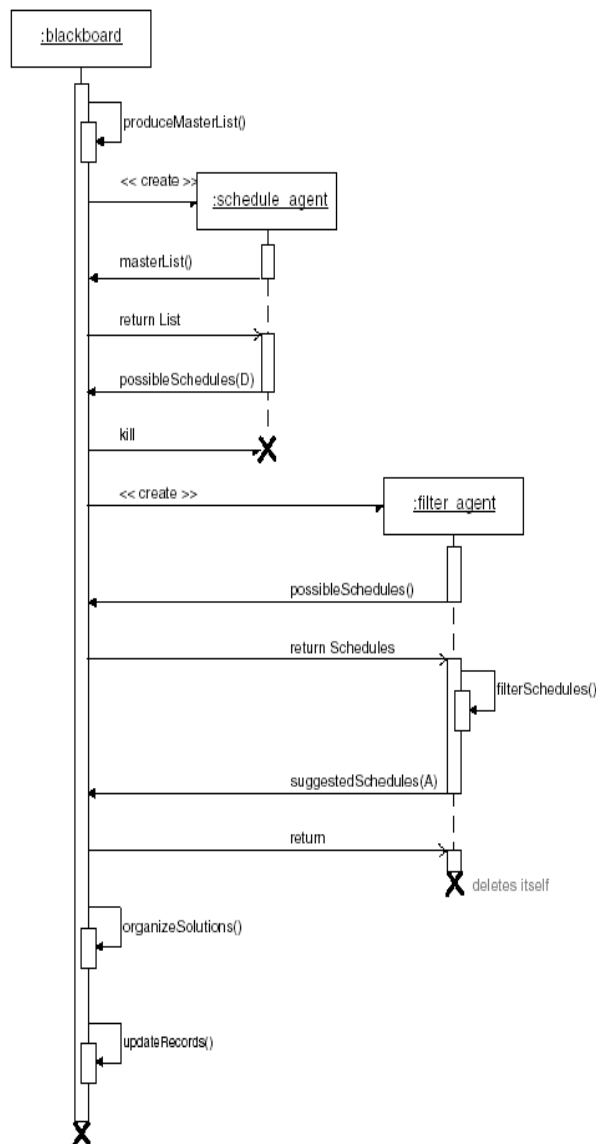 :blackboard
produceMasterList()
<< create >>
:schedule_agent
masterList()
return List
possibleSchedules(D)
kill
<< create >>
:filter_agent
possibleSchedules()
return Schedules
filterSchedules()
suggestedSchedules(A)
return
deletes itself
organizeSolutions()
updateRecords()